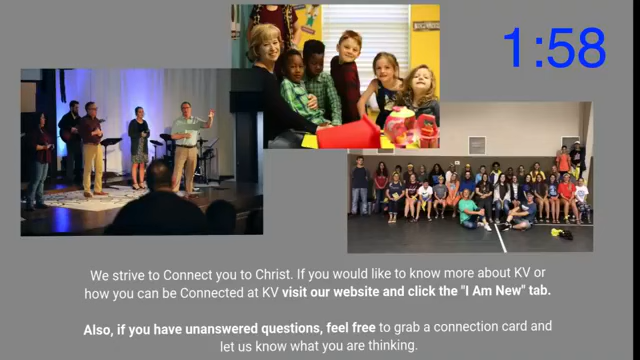 1:58
We strive to Connect you to Christ. If you would like to know more about KV or
how you can be Connected at KV visit our website and click the "I Am New" tab.
Also, if you have unanswered questions, feel free to grab a connection card and
let us know what you are thinking.